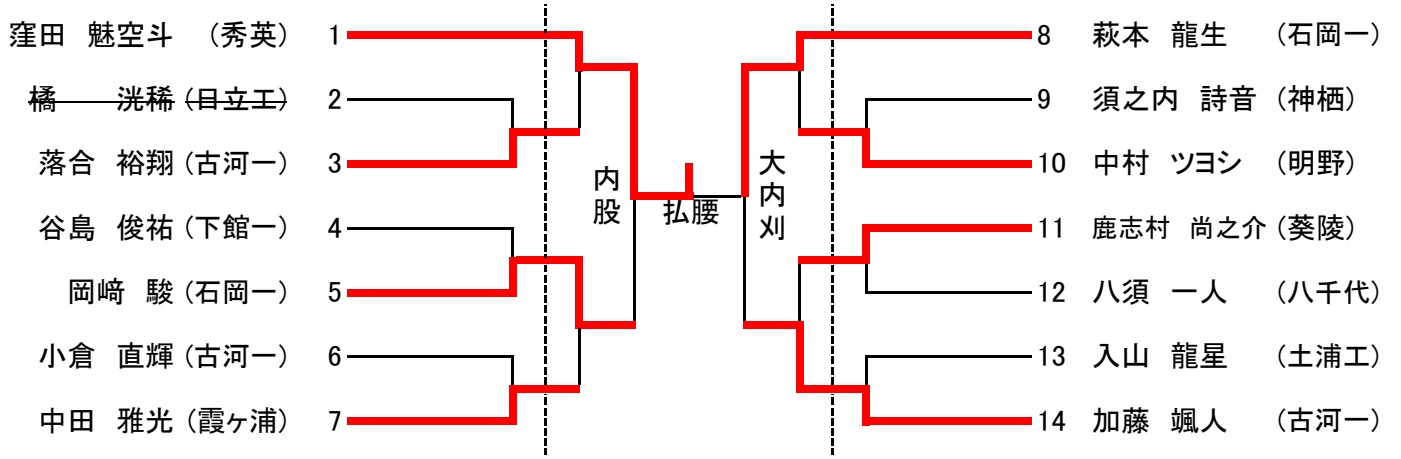 窪田 魅空斗 (秀英) 1
橘 洸稀 (日立工) 2
落合 裕翔 (古河一) 3
谷島 俊祐 (下館一) 4
岡﨑 駿 (石岡一) 5
小倉 直輝 (古河一) 6
中田 雅光 (霞ヶ浦) 7
内股
払腰
大内刈
8 萩本 龍生 (石岡一)
9 須之内 詩音 (神栖)
10 中村 ツヨシ (明野)
11 鹿志村 尚之介 (葵陵)
12 八須 一人 (八千代)
13 入山 龍星 (土浦工)
14 加藤 颯人 (古河一)